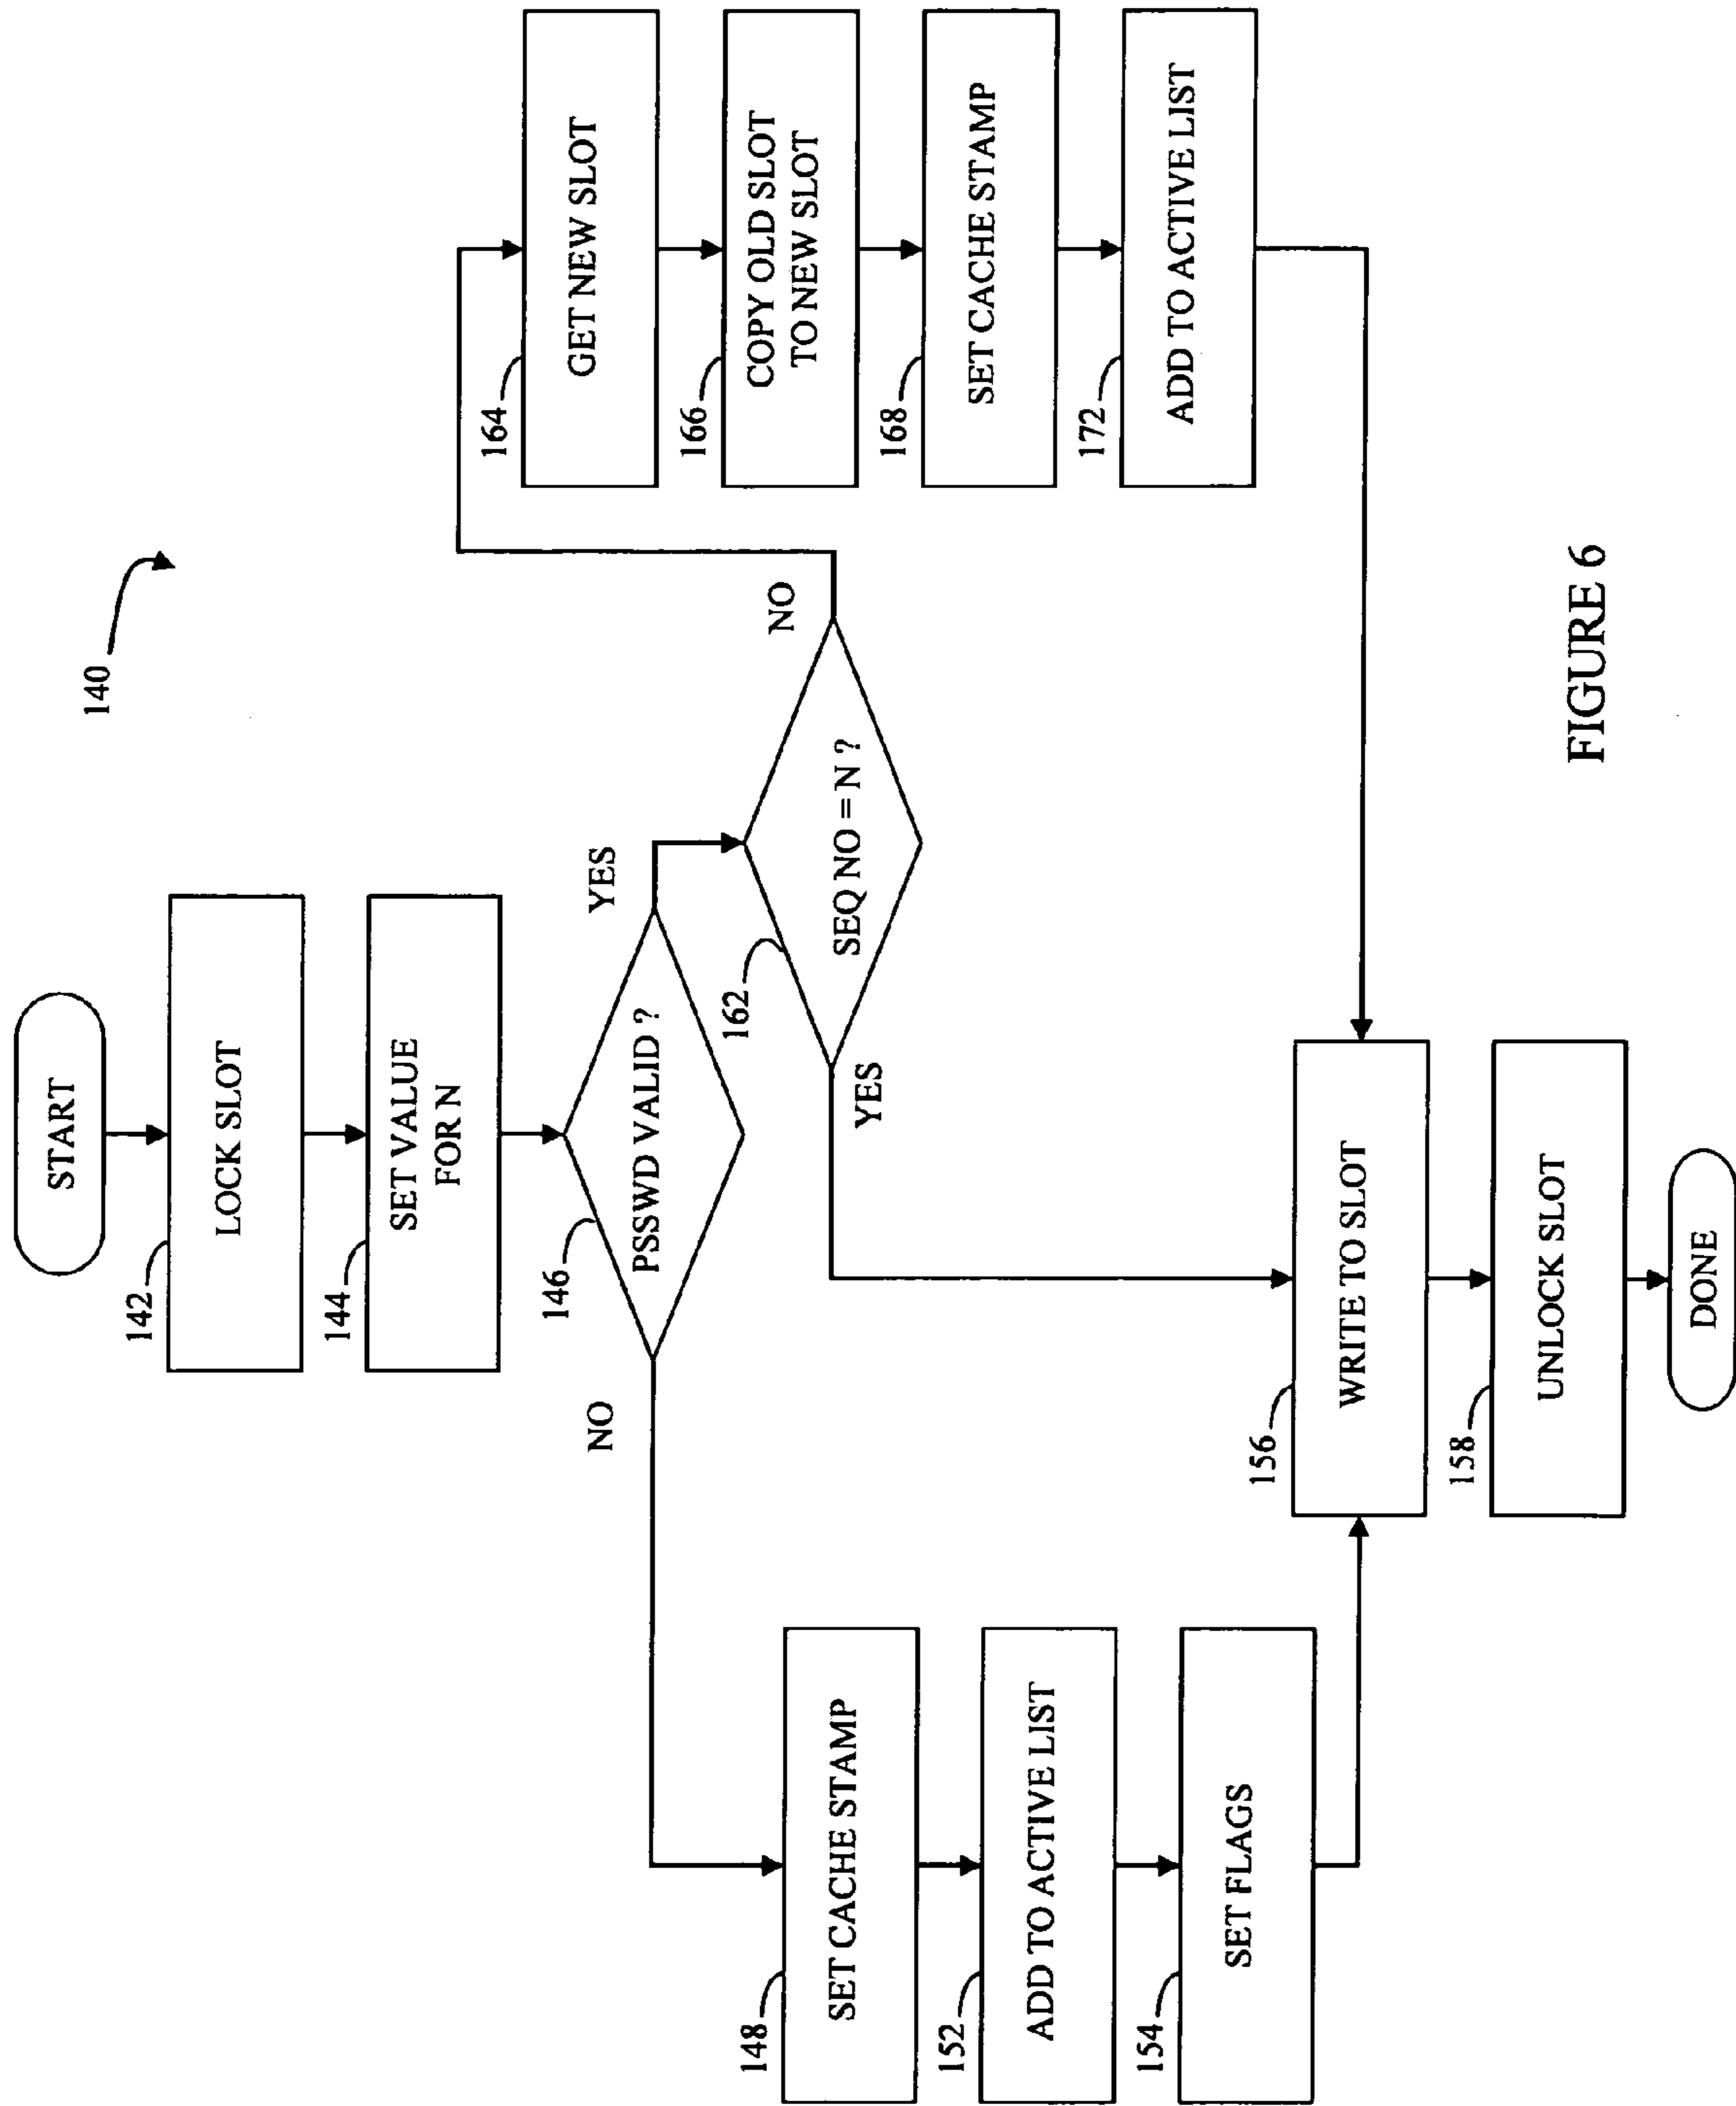 140
START
142
LOCK SLOT
144
SET VALUE
FOR N
146
PSSWD VALID ?
NO
YES
162
SEQ NO = N ?
YES
NO
148
SET CACHE STAMP
152
ADD TO ACTIVE LIST
154
SET FLAGS
164
GET NEW SLOT
166
COPY OLD SLOT
TO NEW SLOT
168
SET CACHE STAMP
172
ADD TO ACTIVE LIST
156
WRITE TO SLOT
158
UNLOCK SLOT
DONE
FIGURE 6